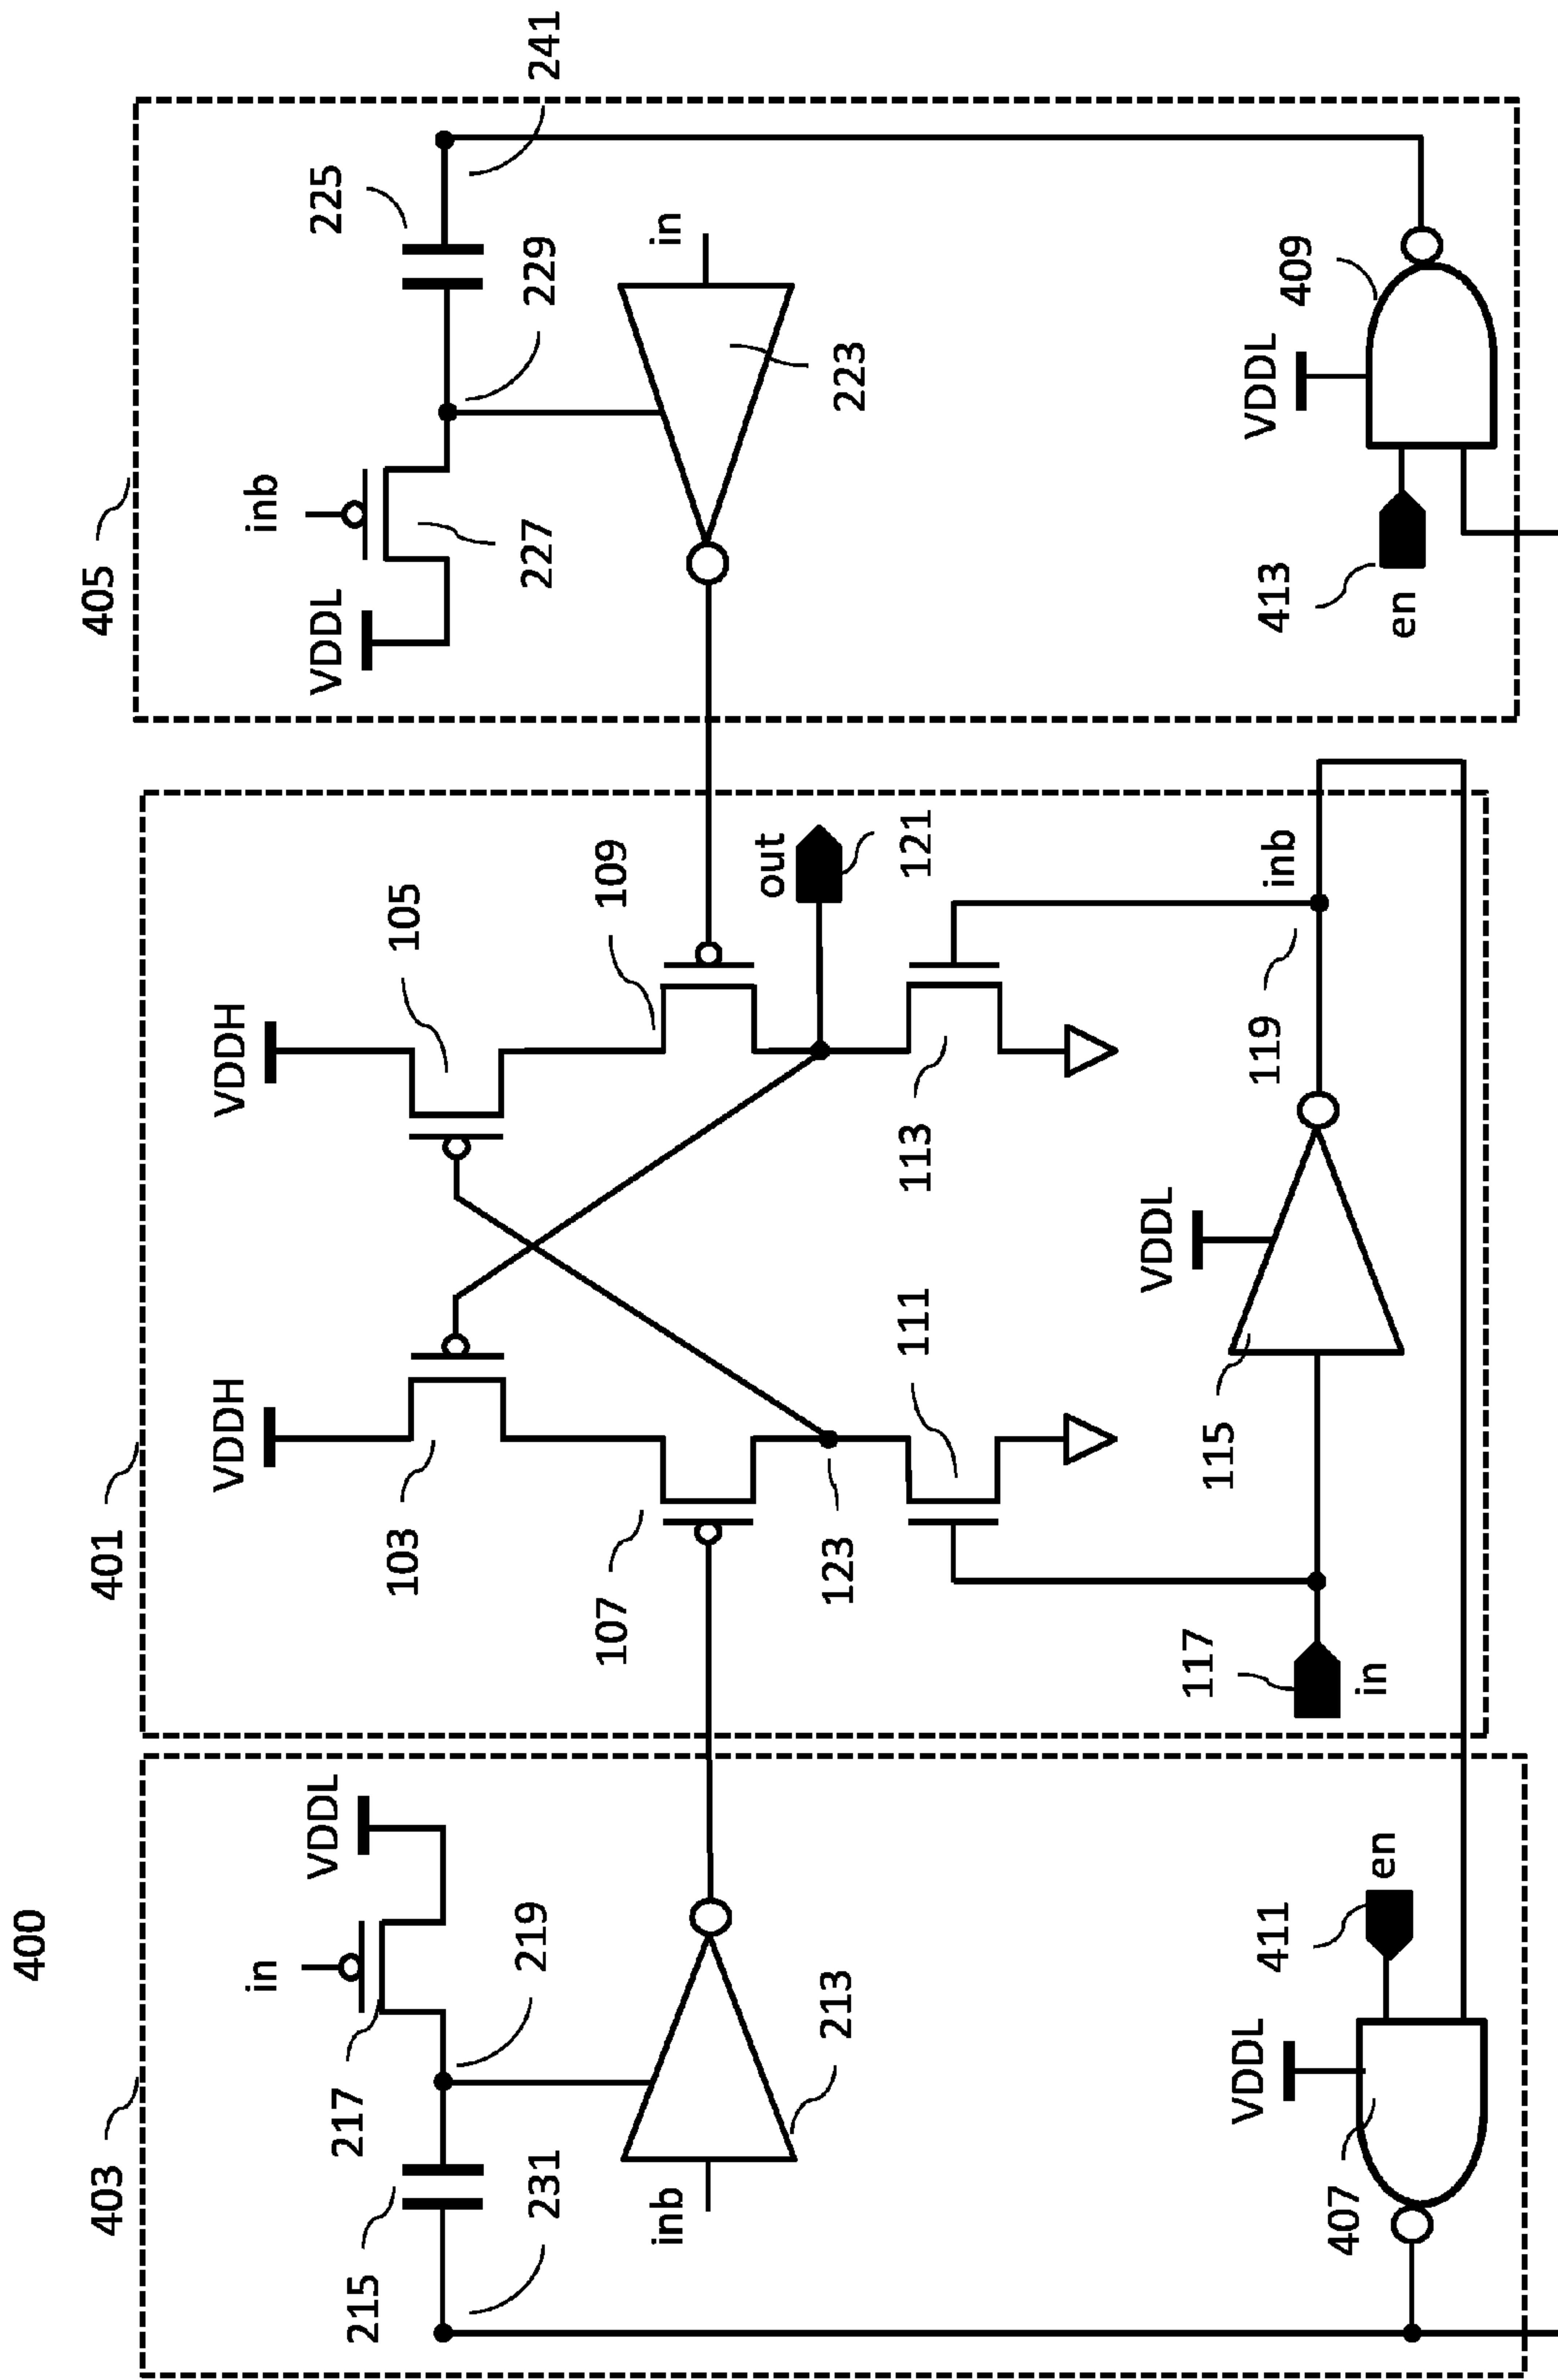 400
403
401
405
215
231
217
in
VDDL
219
213
inb
407
VDDL
411
en
VDDH
103
107
123
111
VDDH
105
109
out
121
113
117
in
115
VDDL
119
inb
VDDL
227
inb
229
225
241
in
223
413
en
VDDL
409